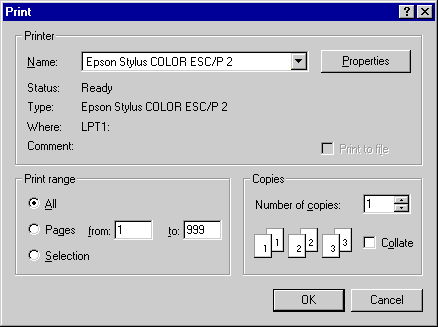 Print
Printer
Name: Epson Stylus COLOR ESC/P 2 Properties
Status: Ready
Type: Epson Stylus COLOR ESC/P 2
Where: LPT1:
Comment: Print to file
Print range Copies
All Number of copies: 1
Pages from: 1 to: 999
1 1 2 2 3 3 Collate
Selection
OK Cancel